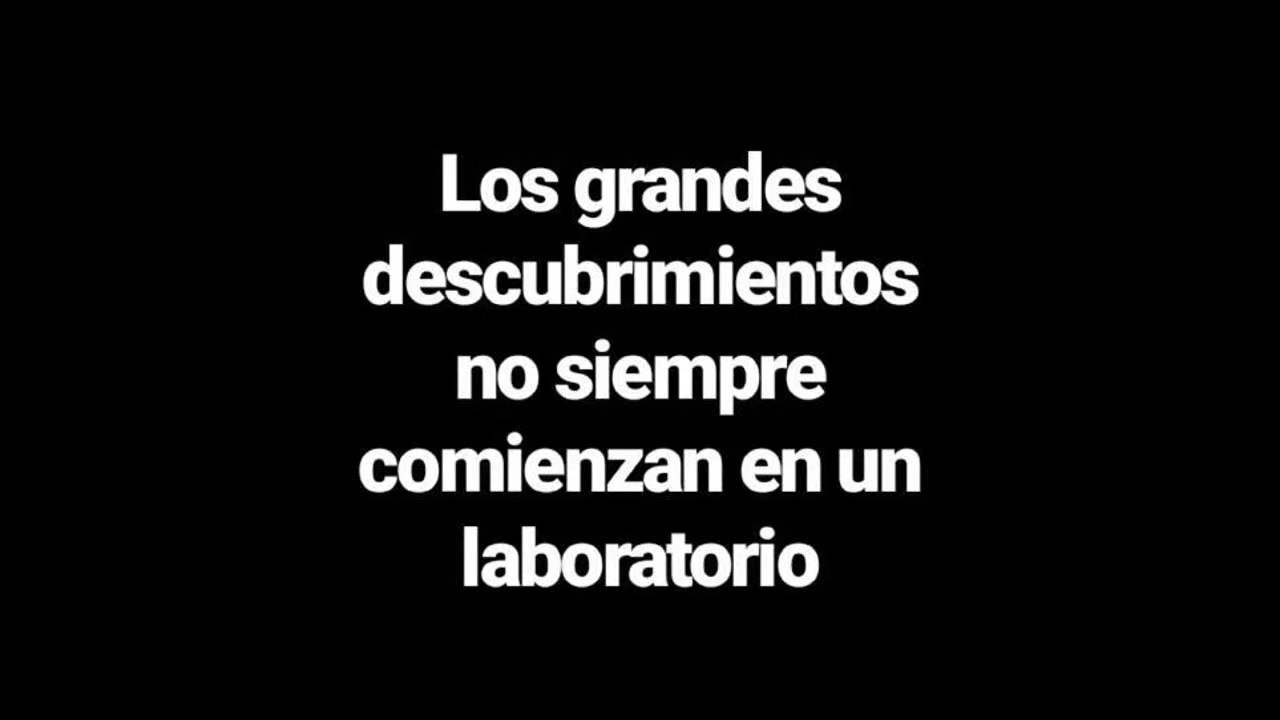 Los grandes
descubrimientos
no siempre
comienzan en un
laboratorio